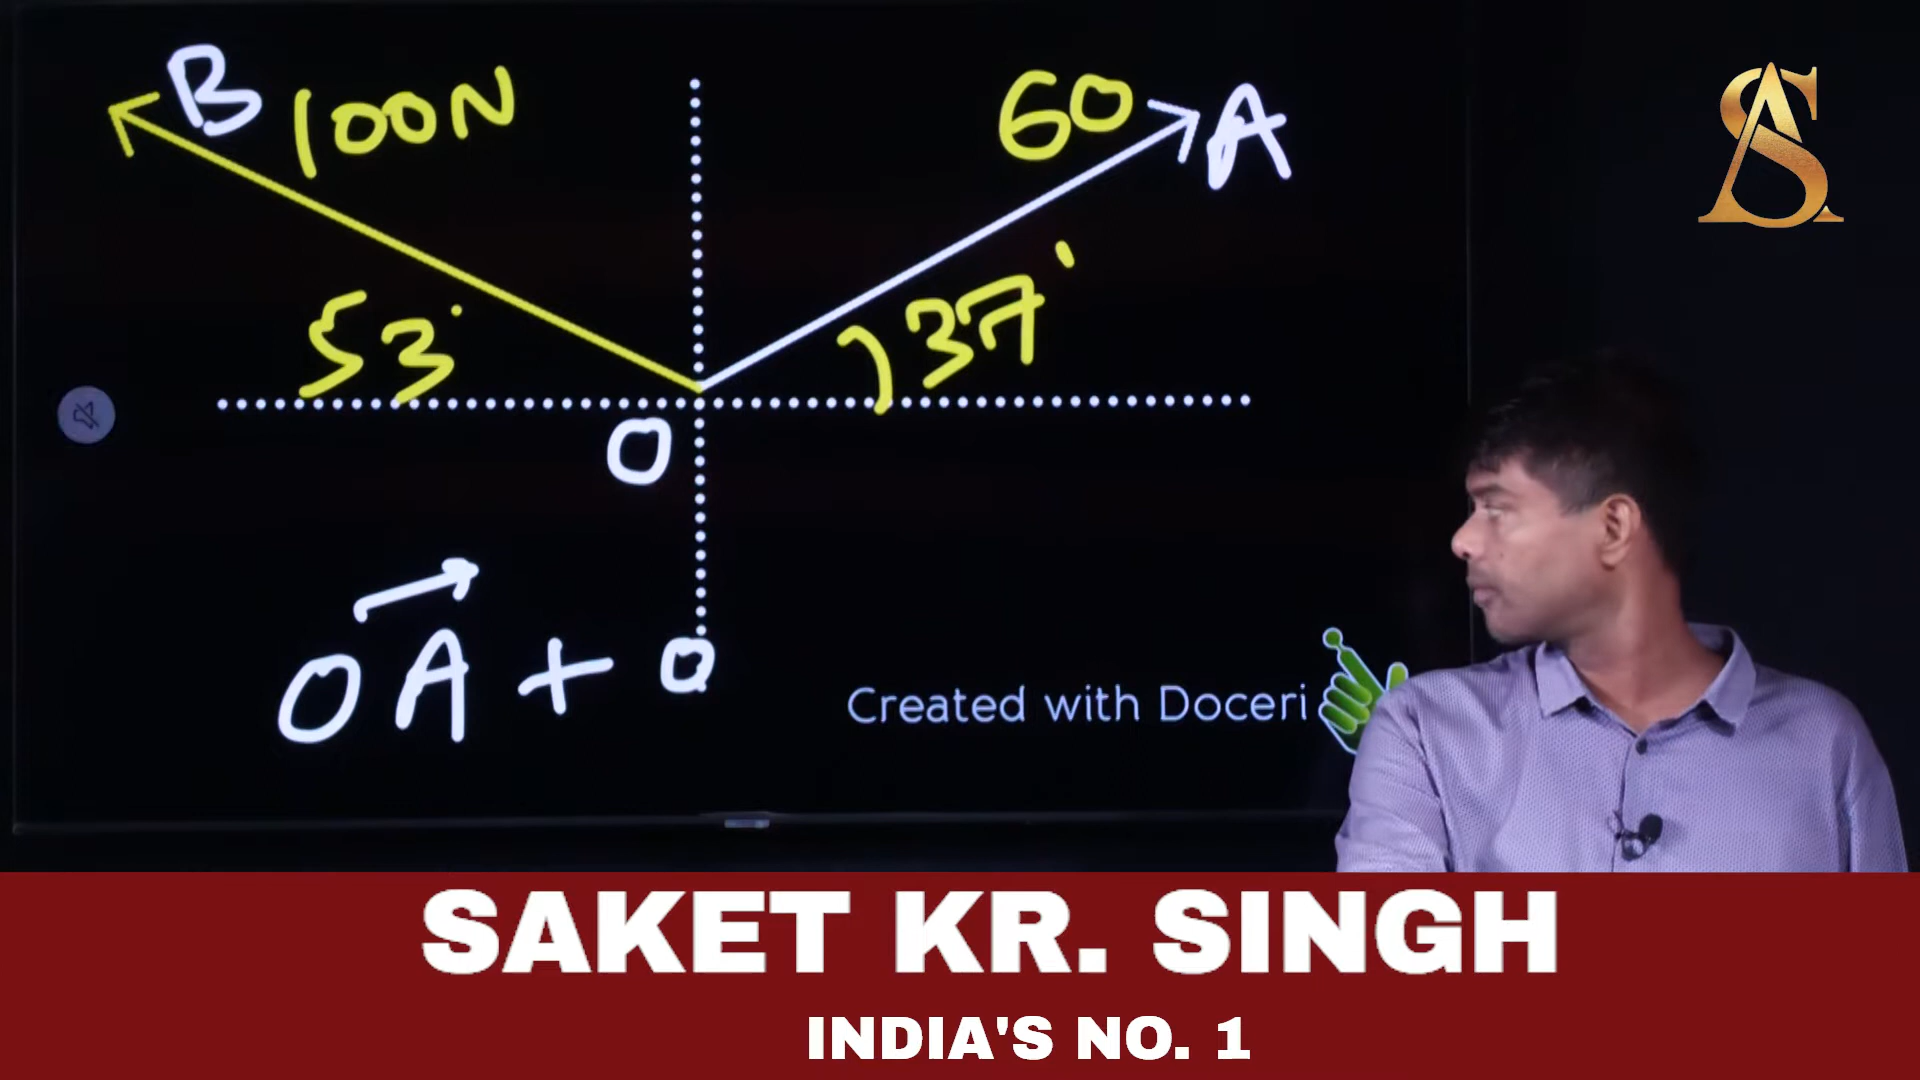 B 100N 60 A
53° 37°
O
OA + O
Created with Doceri
SAKET KR. SINGH
INDIA'S NO. 1